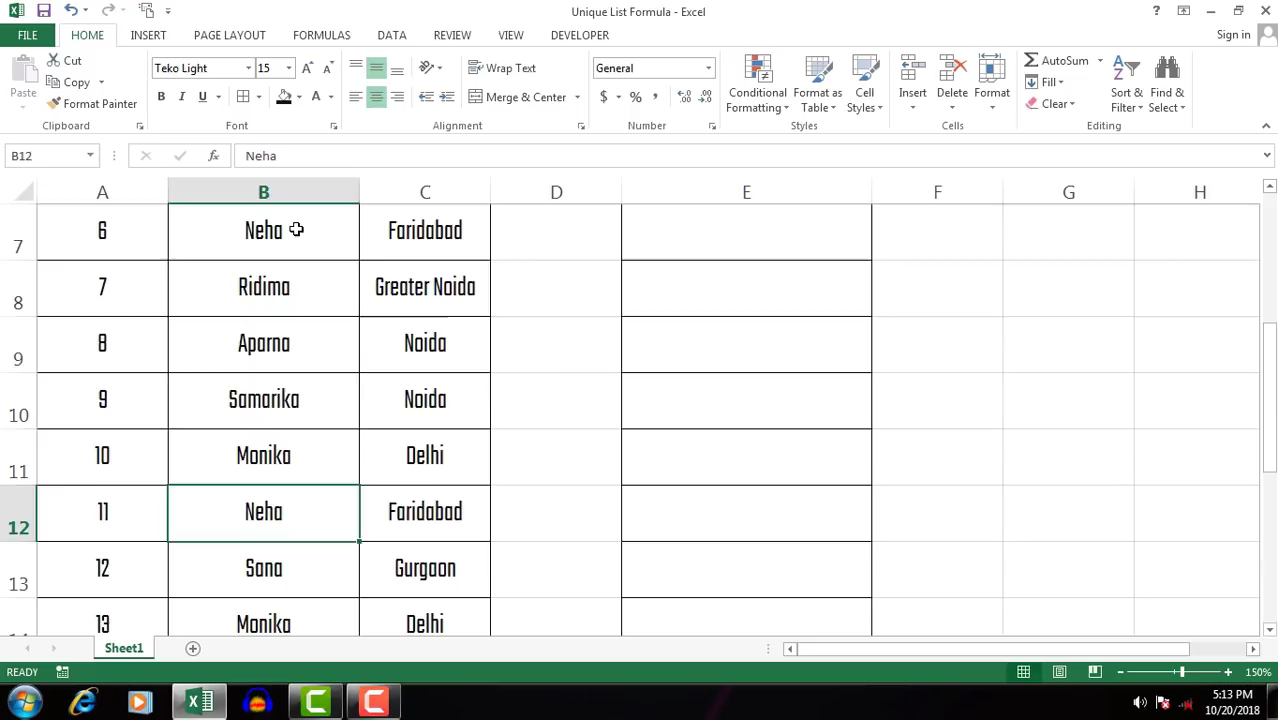 Unique List Formula - Excel
Sign in
FILE HOME INSERT PAGE LAYOUT FORMULAS DATA REVIEW VIEW DEVELOPER
Paste
Cut
Copy
Format Painter
Clipboard
Teko Light 15
B I U A
Font
Wrap Text
Merge & Center
Alignment
General
$ % ,
Number
Conditional Formatting
Format as Table
Cell Styles
Styles
Insert Delete Format
Cells
AutoSum
Fill
Clear
Sort & Filter
Find & Select
Editing
B12 fx Neha
A B C D E F G H
7 6 Neha Faridabad
8 7 Ridima Greater Noida
9 8 Aparna Noida
10 9 Samarika Noida
11 10 Monika Delhi
12 11 Neha Faridabad
13 12 Sana Gurgaon
13 Monika Delhi
Sheet1
READY 150%
5:13 PM
10/20/2018